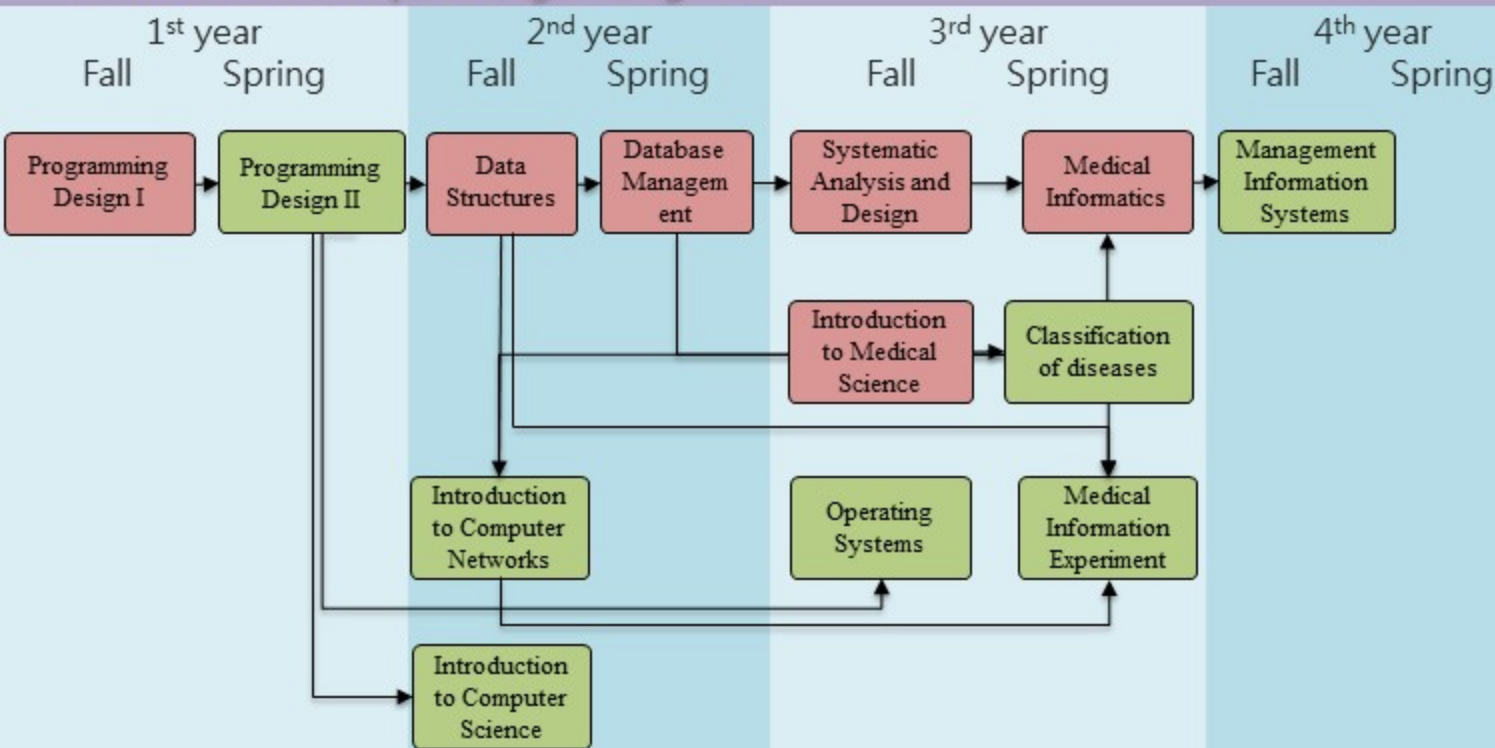 1st year
2nd year
3rd year
4th year
Fall
Spring
Fall
Spring
Fall
Spring
Fall
Spring
Programming
Design I
Programming
Design II
Data
Structures
Database
Managem
ent
Systematic
Analysis and
Design
Medical
Informatics
Management
Information
Systems
Introduction
to Medical
Science
Classification
of diseases
Introduction
to Computer
Networks
Operating
Systems
Medical
Information
Experiment
Introduction
to Computer
Science